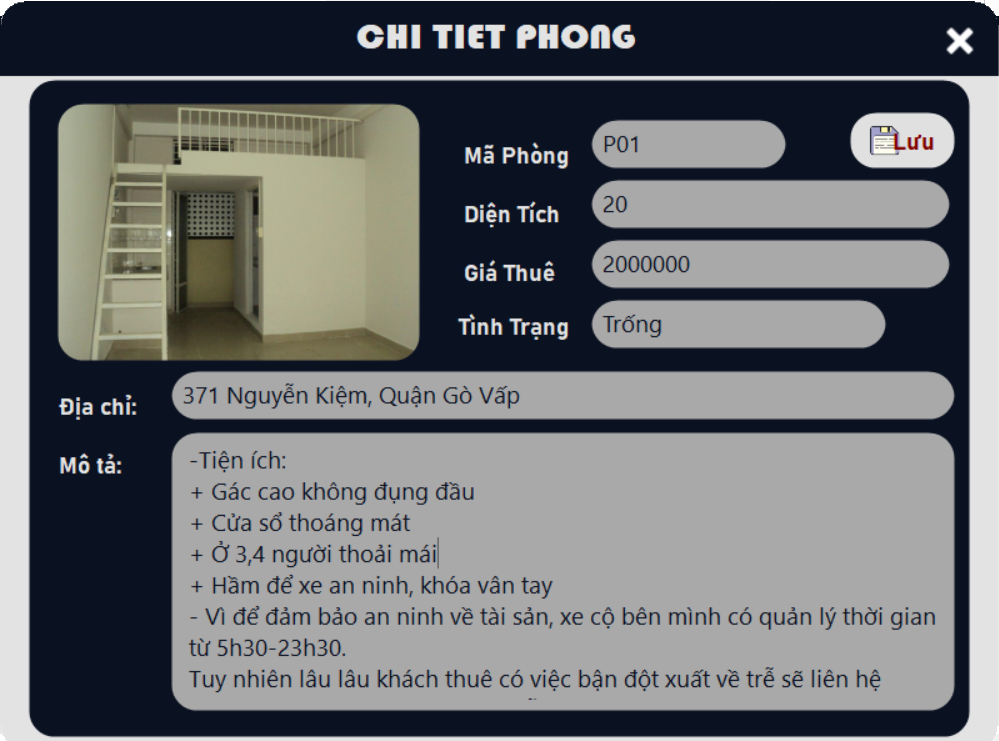 CHI TIET PHONG
Mã Phòng
P01
Lưu
Diện Tích
20
Giá Thuê
2000000
Tình Trạng
Trống
Địa chỉ:
371 Nguyễn Kiệm, Quận Gò Vấp
Mô tả:
-Tiện ích:
+ Gác cao không đụng đầu
+ Cửa sổ thoáng mát
+ Ở 3,4 người thoải mái
+ Hầm để xe an ninh, khóa vân tay
- Vì để đảm bảo an ninh về tài sản, xe cộ bên mình có quản lý thời gian
từ 5h30-23h30.
Tuy nhiên lâu lâu khách thuê có việc bận đột xuất về trễ sẽ liên hệ